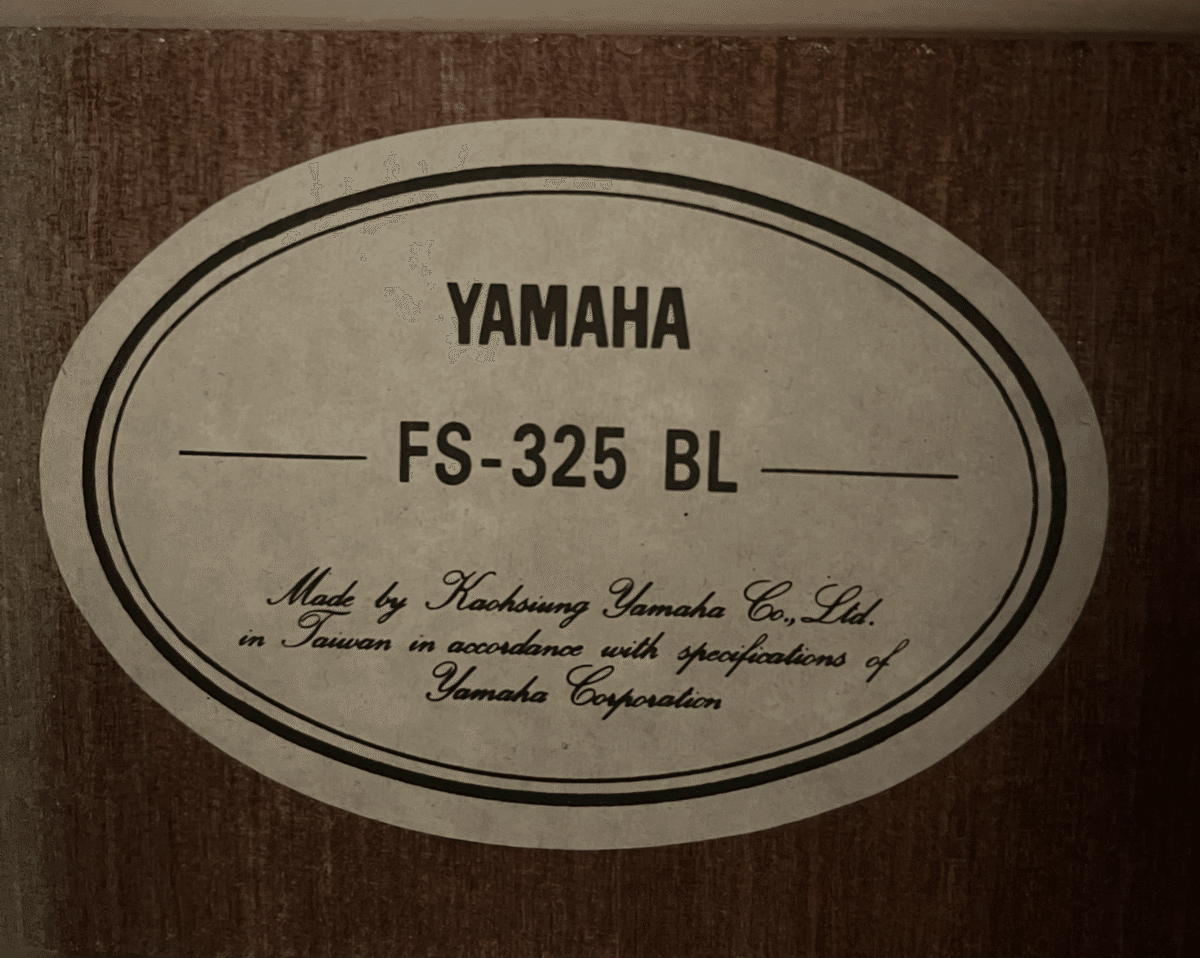 YAMAHA
FS-325 BL
Made by Kaohsiung Yamaha Co., Ltd.
in Taiwan in accordance with specifications of
Yamaha Corporation